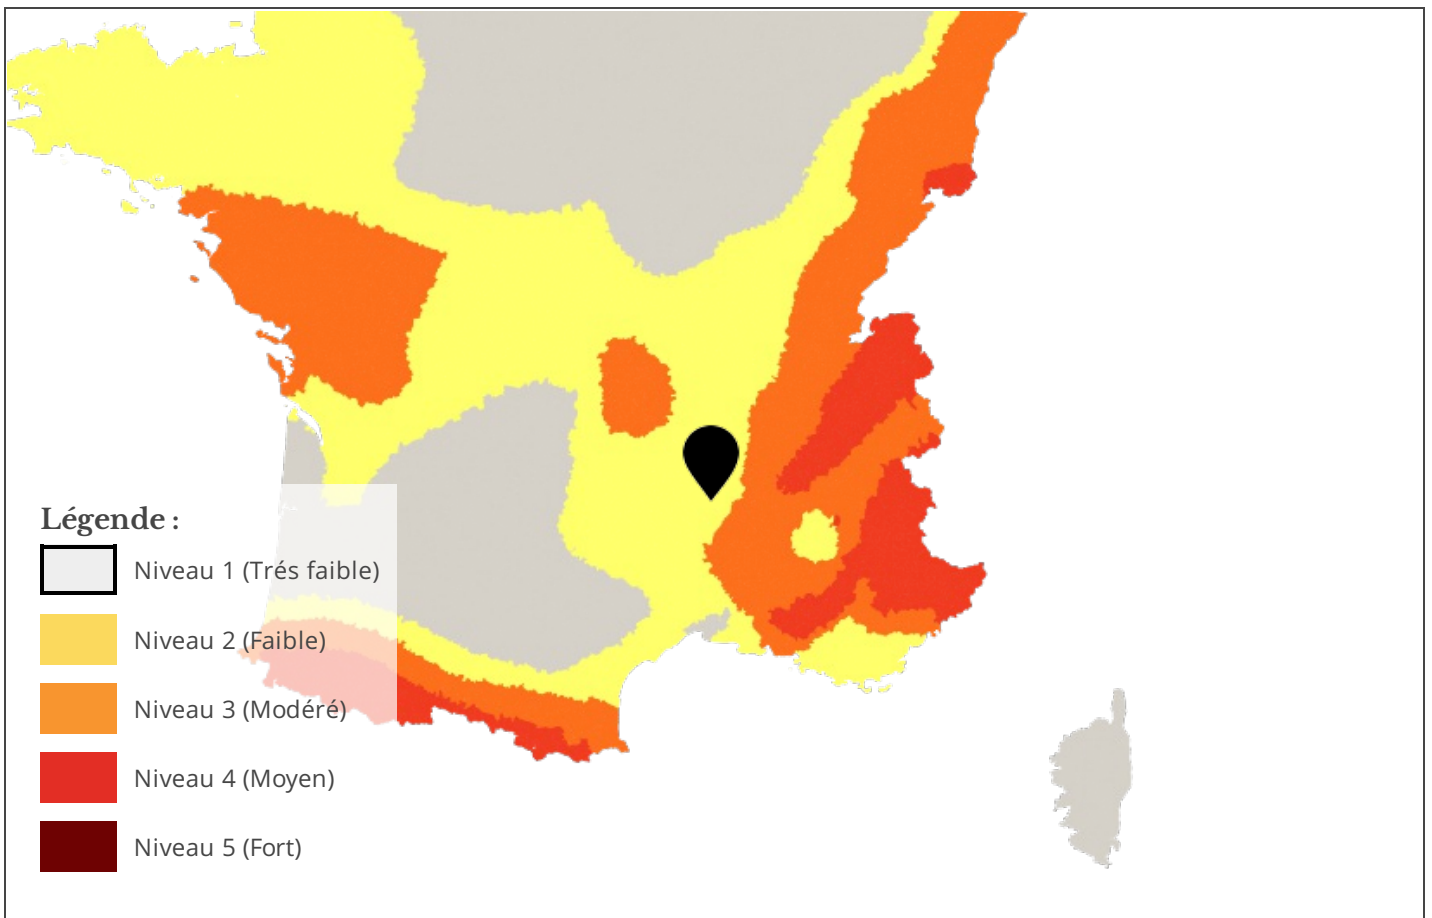 Légende :
Niveau 1 (Trés faible)
Niveau 2 (Faible)
Niveau 3 (Modéré)
Niveau 4 (Moyen)
Niveau 5 (Fort)